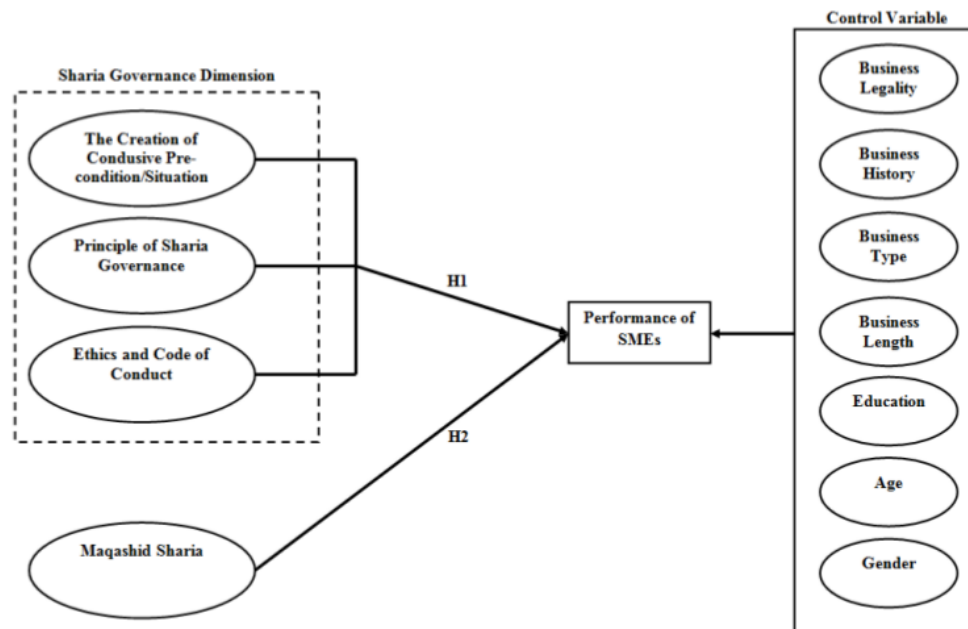 Control Variable
Sharia Governance Dimension
The Creation of
Condusive Pre-
condition/Situation
Principle of Sharia
Governance
Ethics and Code of
Conduct
Maqashid Sharia
H1
H2
Performance of
SMEs
Business
Legality
Business
History
Business
Type
Business
Length
Education
Age
Gender